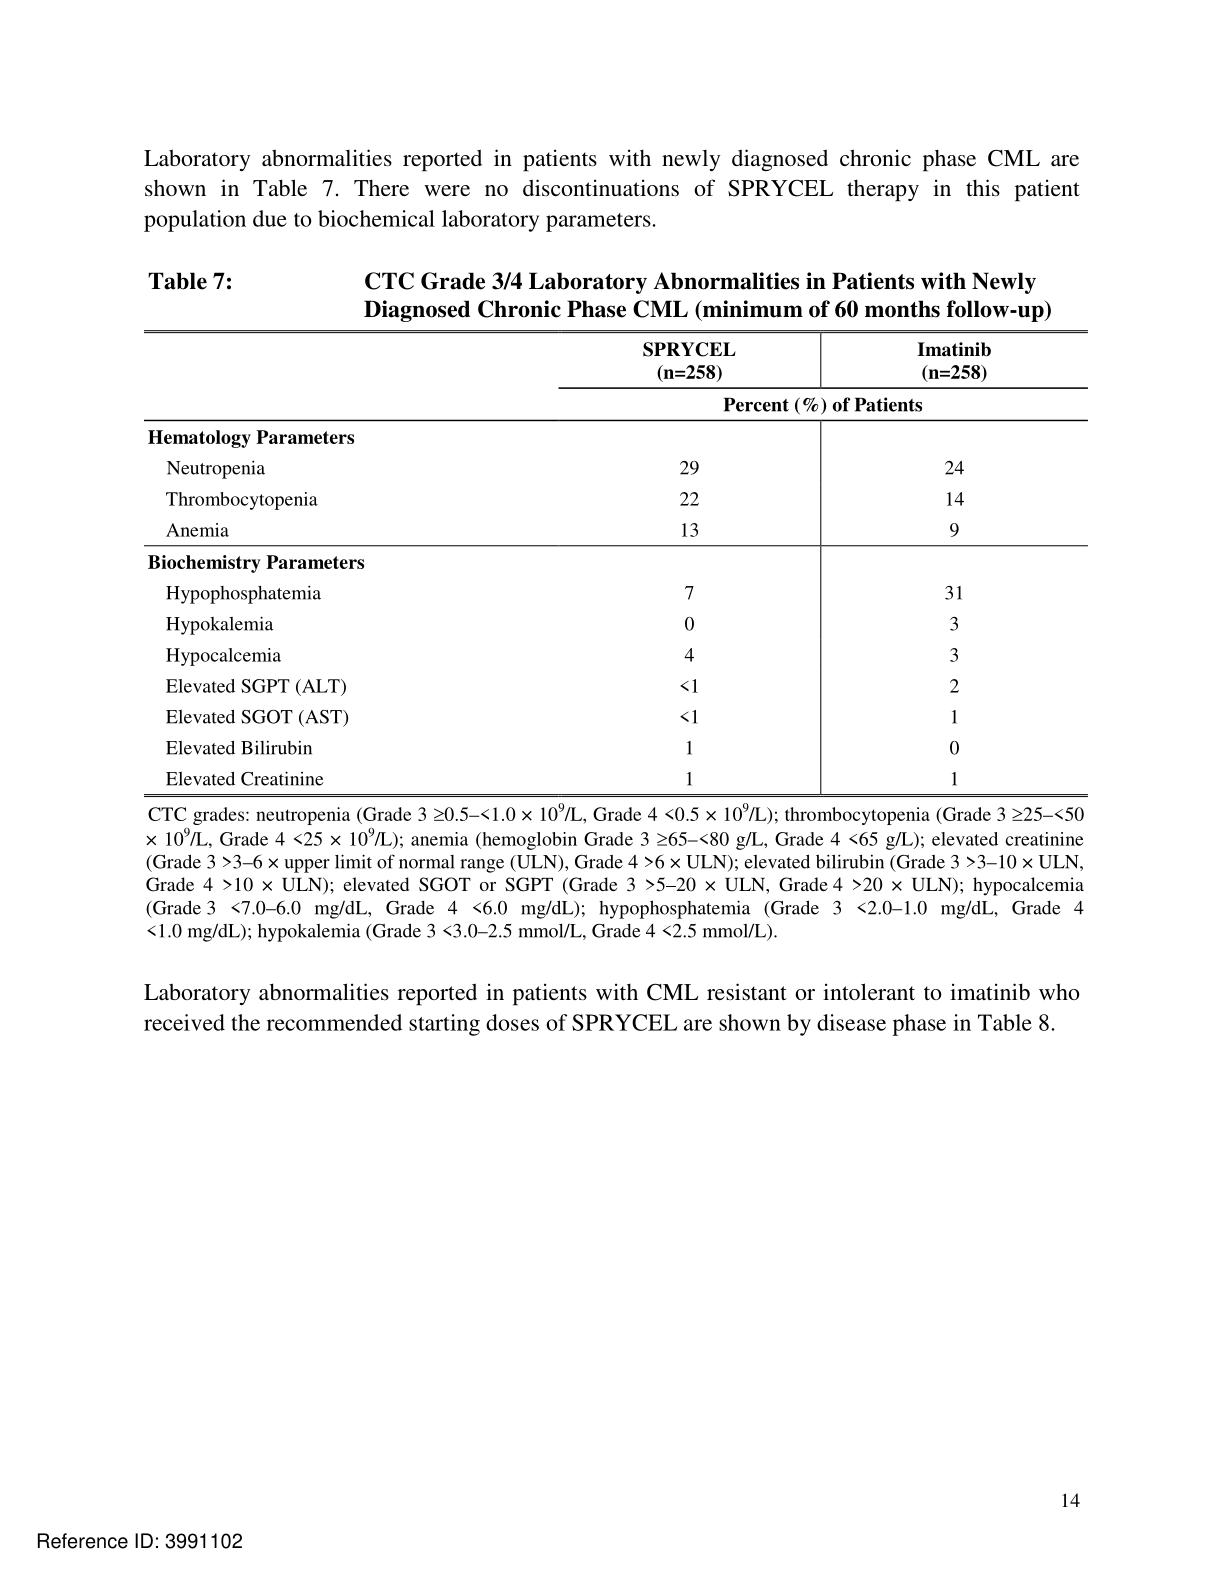 Laboratory abnormalities reported in patients with newly diagnosed chronic phase CML are
shown in Table 7. There were no discontinuations of SPRYCEL therapy in this patient
population due to biochemical laboratory parameters.
Table 7: CTC Grade 3/4 Laboratory Abnormalities in Patients with Newly
Diagnosed Chronic Phase CML (minimum of 60 months follow-up)
SPRYCEL Imatinib
(n=258) (n=258)
Percent (%) of Patients
Hematology Parameters
Neutropenia 29 24
Thrombocytopenia 22 14
Anemia 13 9
Biochemistry Parameters
Hypophosphatemia 7 31
Hypokalemia 0 3
Hypocalcemia 4 3
Elevated SGPT (ALT) <1 2
Elevated SGOT (AST) <1 1
Elevated Bilirubin 1 0
Elevated Creatinine 1 1
CTC grades: neutropenia (Grade 3 ≥0.5–<1.0 × 10⁹/L, Grade 4 <0.5 × 10⁹/L); thrombocytopenia (Grade 3 ≥25–<50
× 10⁹/L, Grade 4 <25 × 10⁹/L); anemia (hemoglobin Grade 3 ≥65–<80 g/L, Grade 4 <65 g/L); elevated creatinine
(Grade 3 >3–6 × upper limit of normal range (ULN), Grade 4 >6 × ULN); elevated bilirubin (Grade 3 >3–10 × ULN,
Grade 4 >10 × ULN); elevated SGOT or SGPT (Grade 3 >5–20 × ULN, Grade 4 >20 × ULN); hypocalcemia
(Grade 3 <7.0–6.0 mg/dL, Grade 4 <6.0 mg/dL); hypophosphatemia (Grade 3 <2.0–1.0 mg/dL, Grade 4
<1.0 mg/dL); hypokalemia (Grade 3 <3.0–2.5 mmol/L, Grade 4 <2.5 mmol/L).
Laboratory abnormalities reported in patients with CML resistant or intolerant to imatinib who
received the recommended starting doses of SPRYCEL are shown by disease phase in Table 8.
14
Reference ID: 3991102